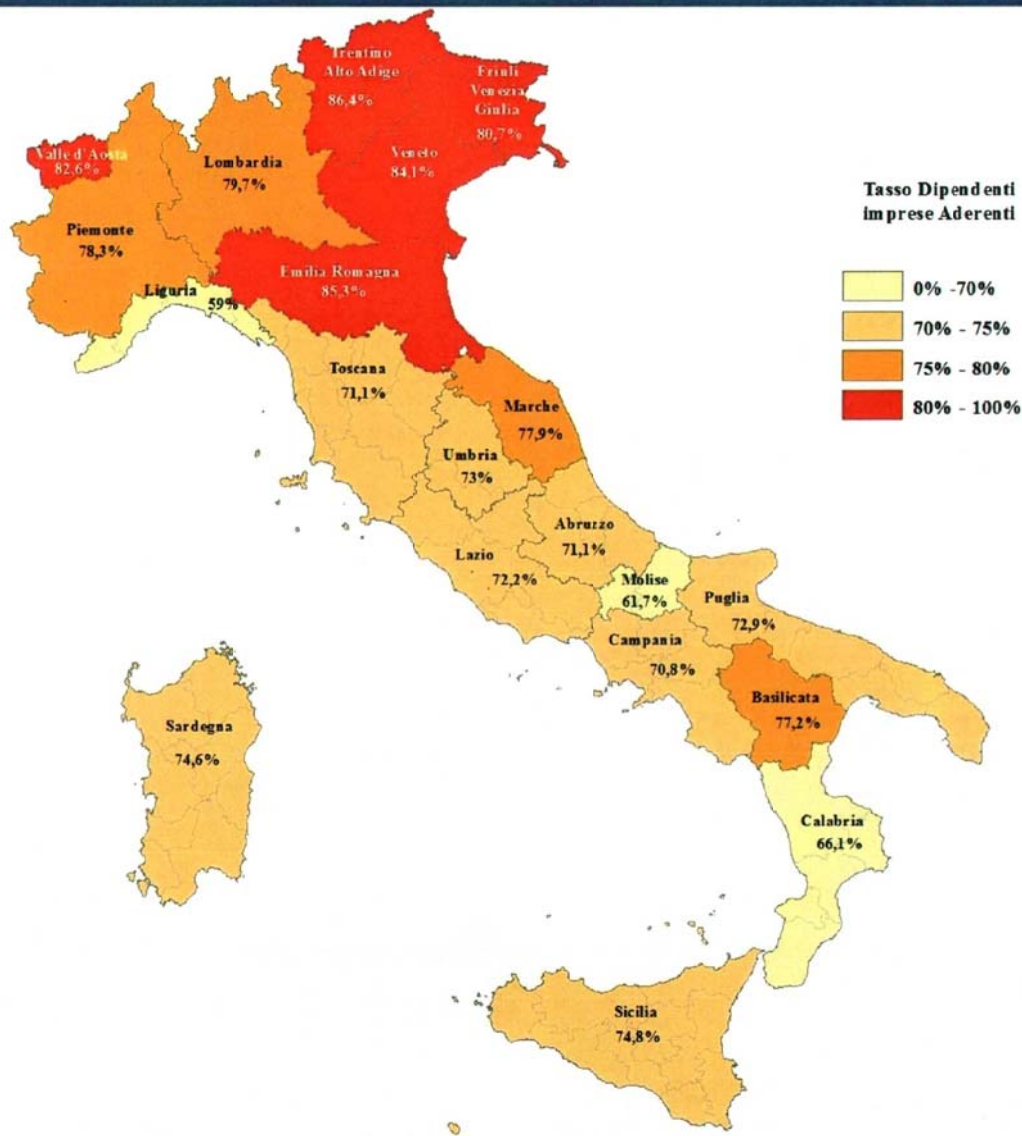 Trentino
Alto Adige
86,4%
Friuli
Venezia
Giulia
80,7%
Valle d'Aosta
82,6%
Lombardia
79,7%
Veneto
84,1%
Piemonte
78,3%
Emilia Romagna
85,3%
Liguria 59%
Toscana
71,1%
Marche
77,9%
Umbria
73%
Abruzzo
71,1%
Lazio
72,2%
Molise
61,7%
Puglia
72,9%
Campania
70,8%
Basilicata
77,2%
Sardegna
74,6%
Calabria
66,1%
Sicilia
74,8%
Tasso Dipendenti
imprese Aderenti
0% -70%
70% - 75%
75% - 80%
80% - 100%